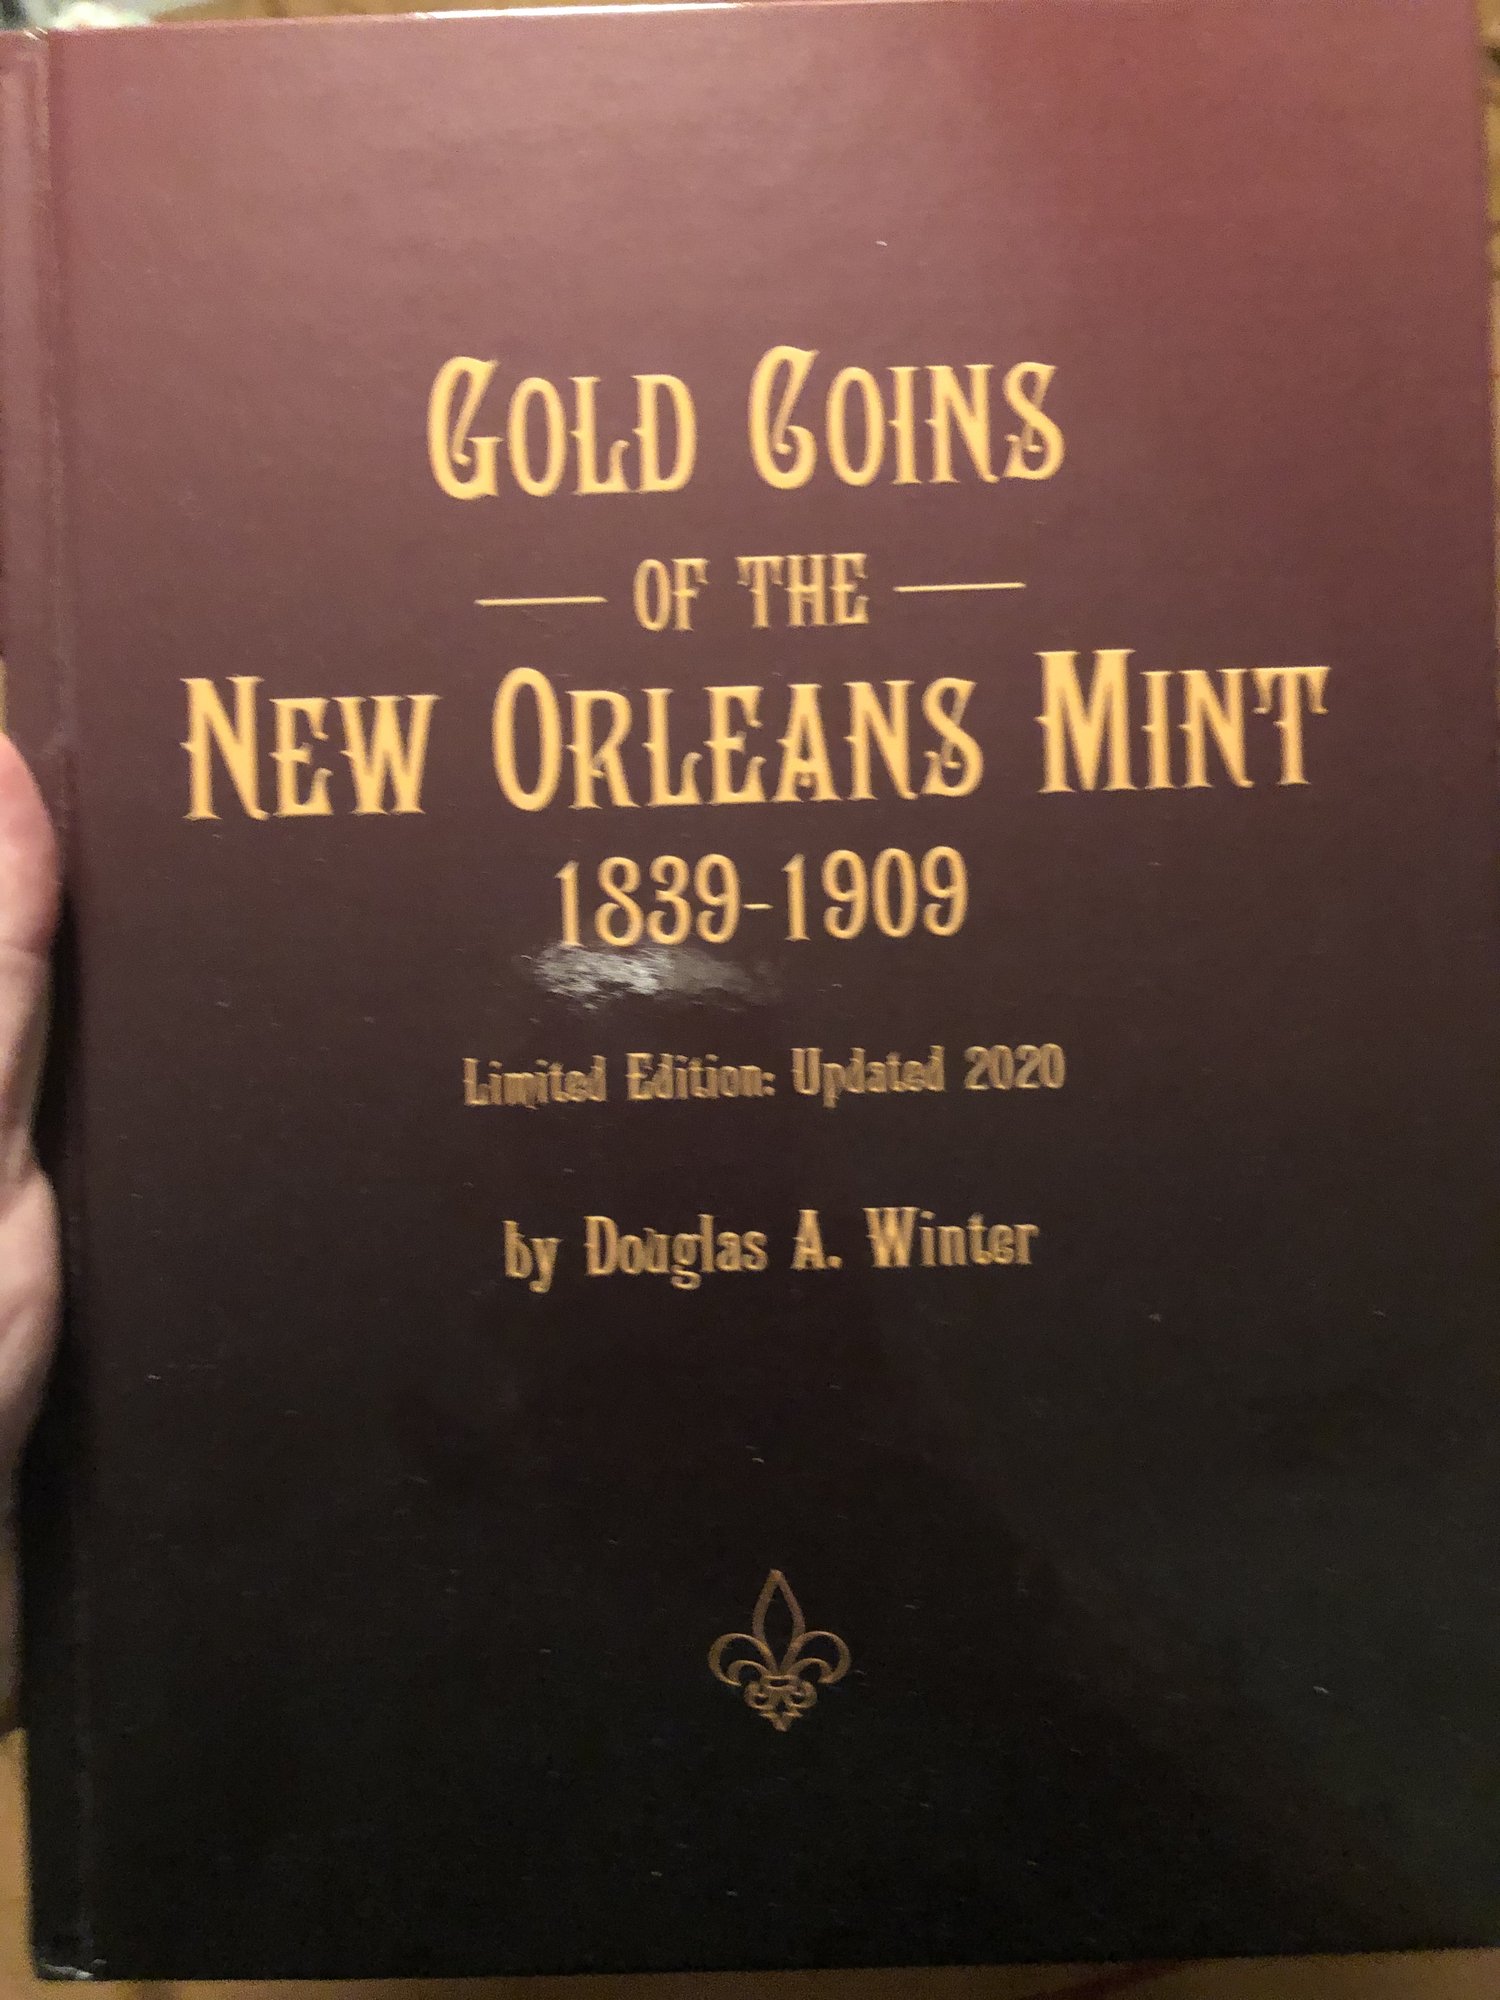 GOLD COINS
— OF THE —
NEW ORLEANS MINT
1839-1909
Limited Edition: Updated 2020
by Douglas A. Winter